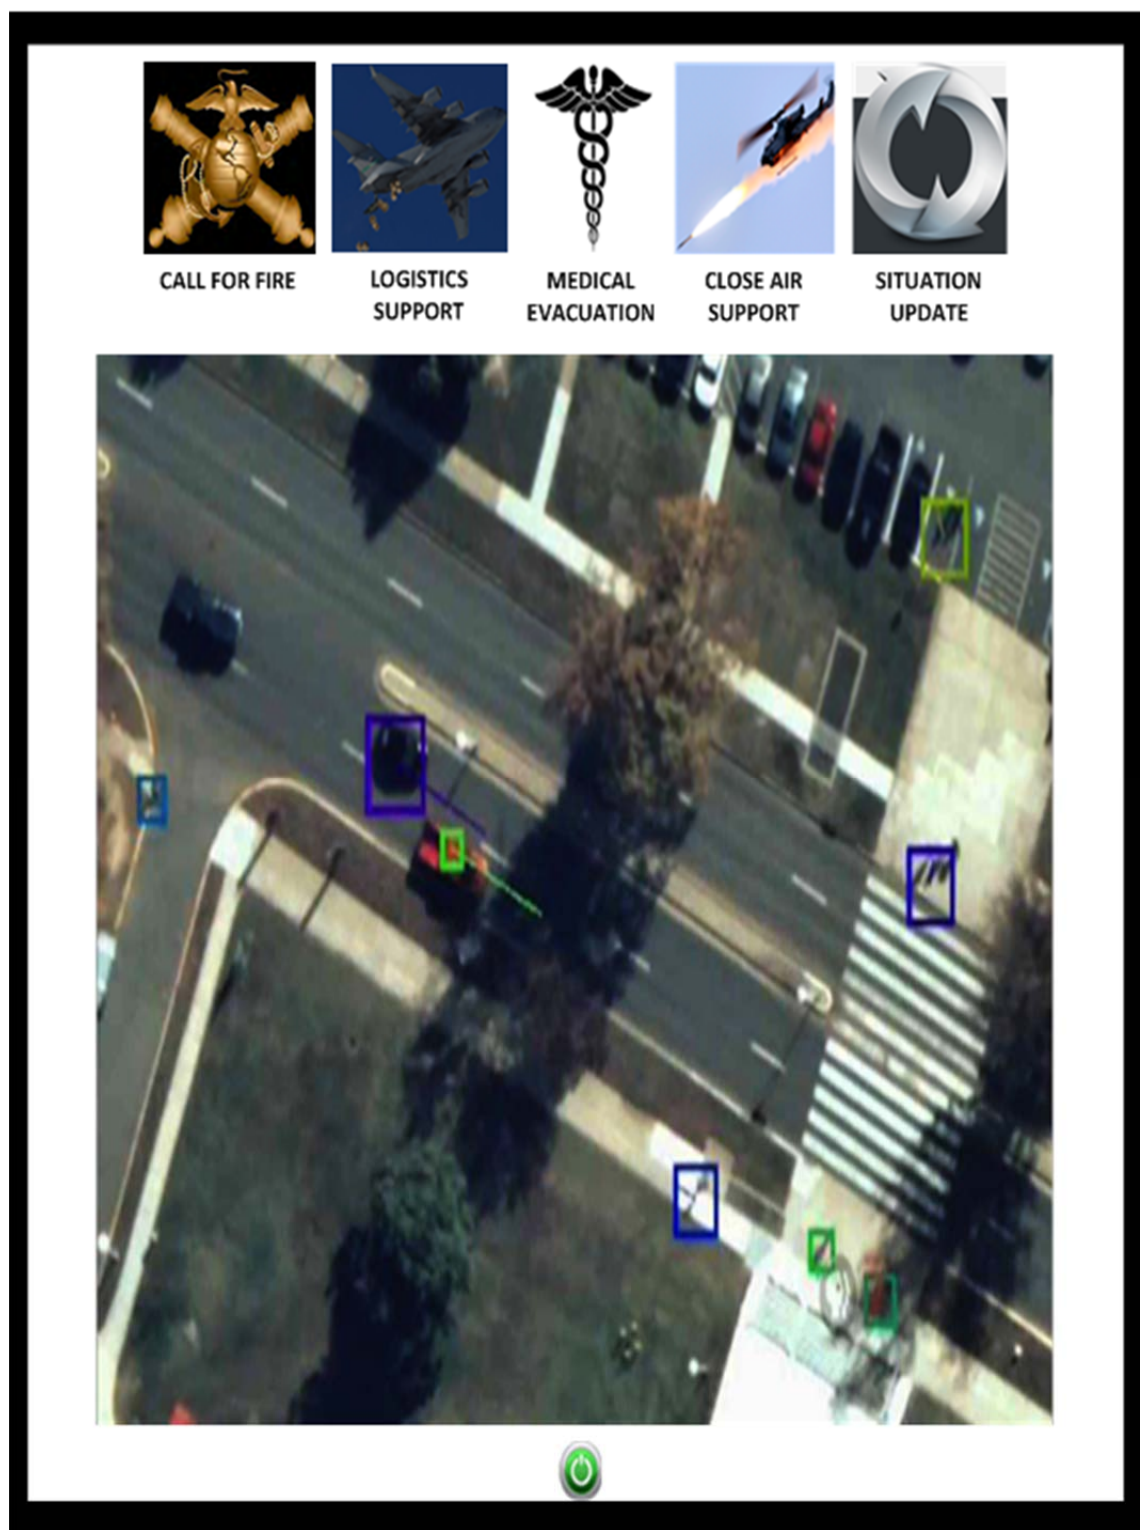 CALL FOR FIRE
LOGISTICS
SUPPORT
MEDICAL
EVACUATION
CLOSE AIR
SUPPORT
SITUATION
UPDATE